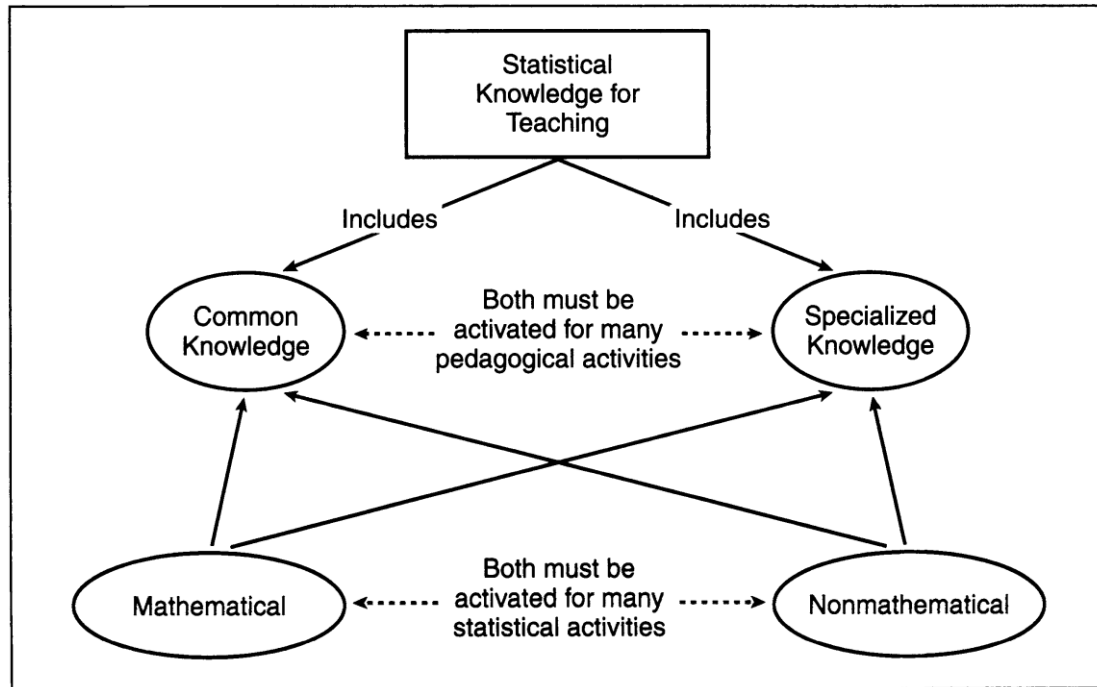 Statistical
Knowledge for
Teaching
Includes
Includes
Common
Knowledge
Both must be
activated for many
pedagogical activities
Specialized
Knowledge
Mathematical
Both must be
activated for many
statistical activities
Nonmathematical